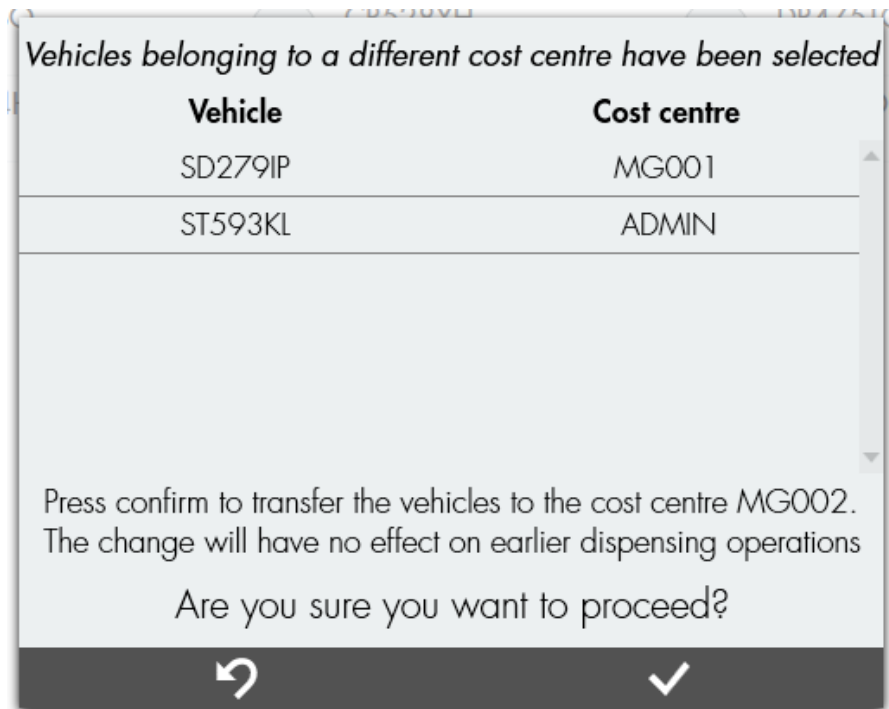 Vehicles belonging to a different cost centre have been selected
Vehicle Cost centre
SD279IP MG001
ST593KL ADMIN
Press confirm to transfer the vehicles to the cost centre MG002.
The change will have no effect on earlier dispensing operations
Are you sure you want to proceed?